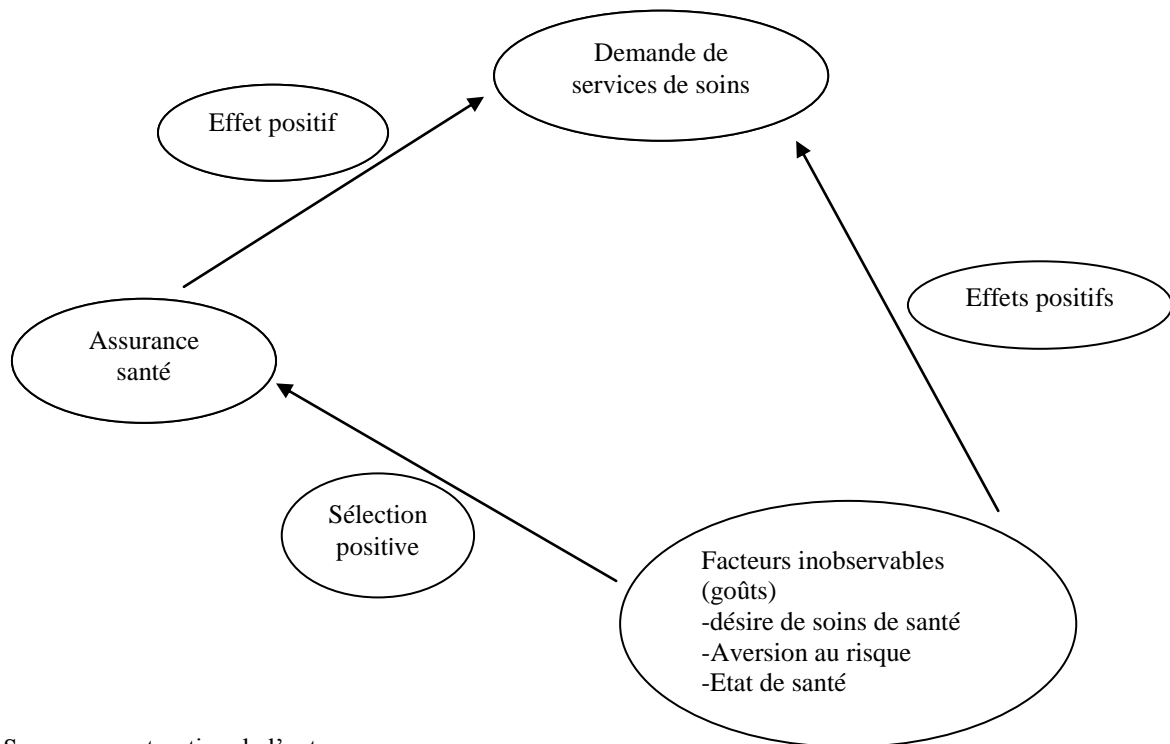 Demande de
services de soins
Effet positif
Effets positifs
Assurance
santé
Sélection
positive
Facteurs inobservables
(goûts)
-désire de soins de santé
-Aversion au risque
-Etat de santé